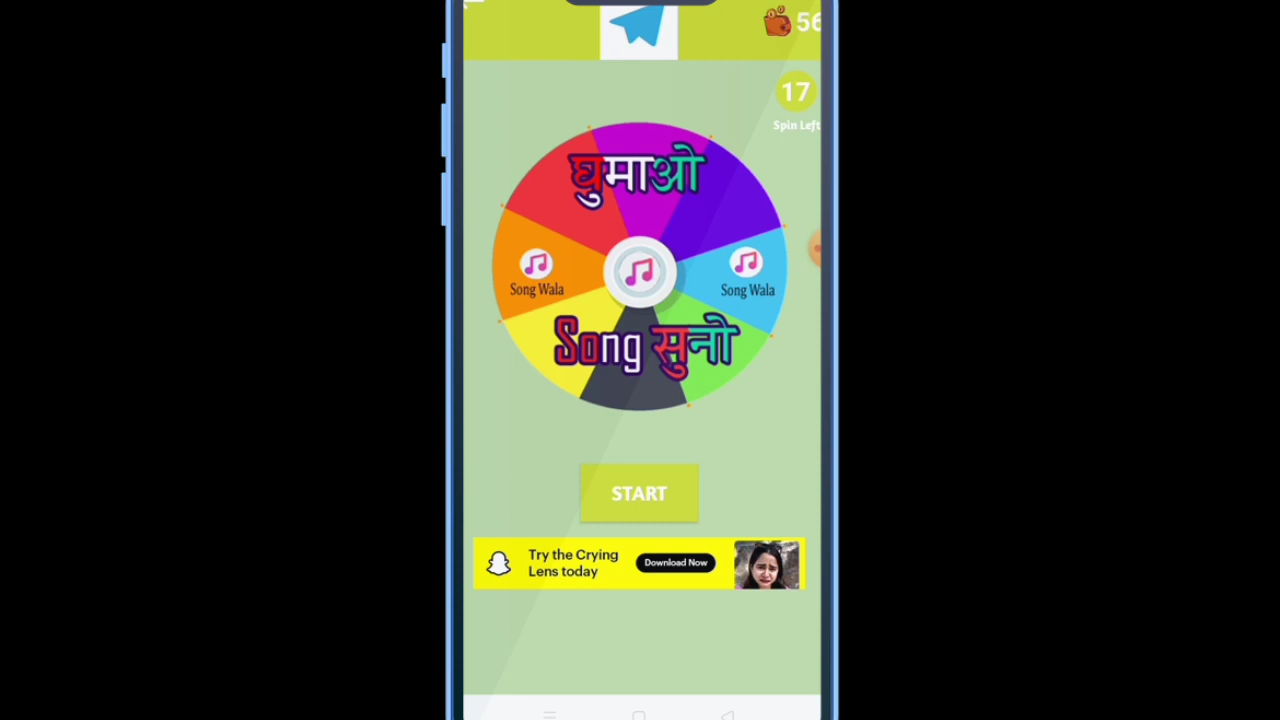 56
17
Spin Left
घुमाओ
Song Wala
Song Wala
Song सुनो
START
Try the Crying
Lens today
Download Now